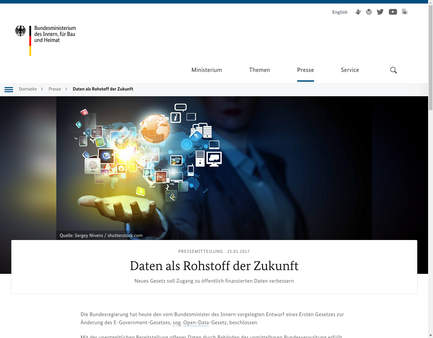 English
Bundesministerium
des Innern, für Bau
und Heimat
Ministerium Themen Presse Service
Startseite Presse Daten als Rohstoff der Zukunft
Quelle: Sergey Nivens / shutterstock.com
PRESSEMITTEILUNG 25.01.2017
Daten als Rohstoff der Zukunft
Neues Gesetz soll Zugang zu öffentlich finanzierten Daten verbessern
Die Bundesregierung hat heute den vom Bundesminister des Innern vorgelegten Entwurf eines Ersten Gesetzes zur
Änderung des E-Government-Gesetzes, sog. Open-Data-Gesetz, beschlossen.